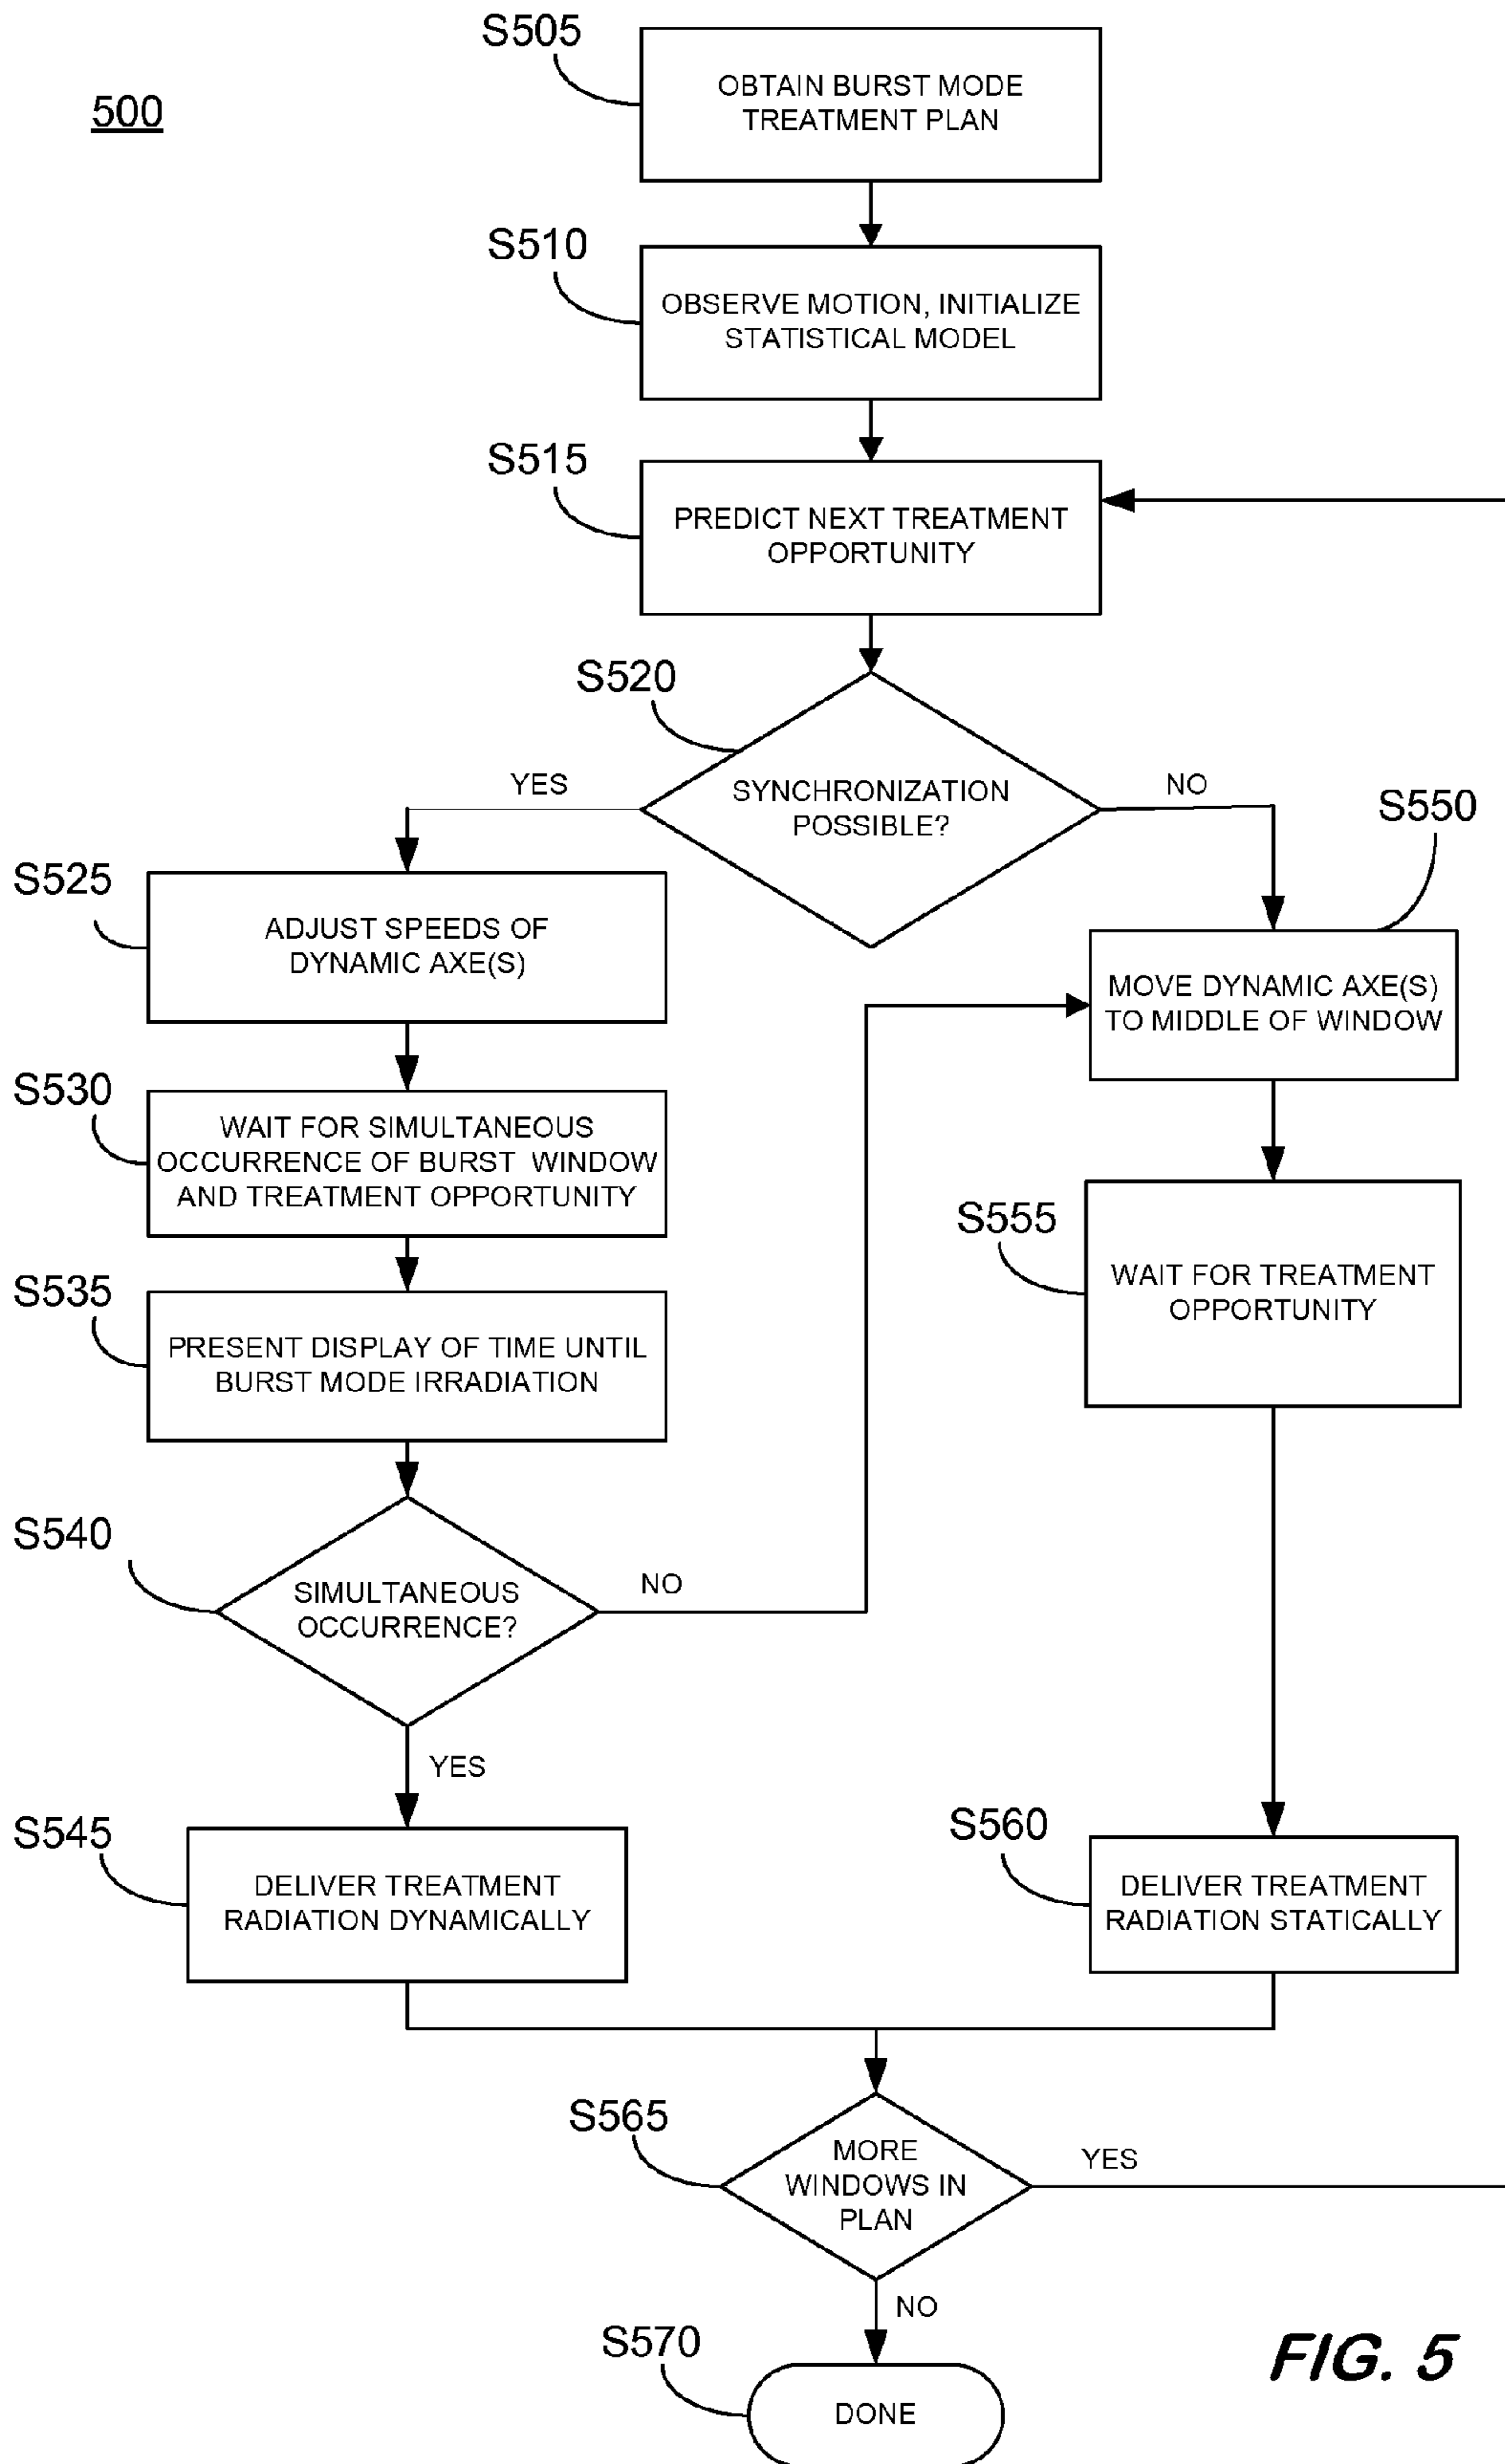 S505
500
OBTAIN BURST MODE
TREATMENT PLAN
S510
OBSERVE MOTION, INITIALIZE
STATISTICAL MODEL
S515
PREDICT NEXT TREATMENT
OPPORTUNITY
S520
SYNCHRONIZATION
POSSIBLE?
YES
NO
S525
ADJUST SPEEDS OF
DYNAMIC AXE(S)
S550
MOVE DYNAMIC AXE(S)
TO MIDDLE OF WINDOW
S530
WAIT FOR SIMULTANEOUS
OCCURRENCE OF BURST WINDOW
AND TREATMENT OPPORTUNITY
S555
WAIT FOR TREATMENT
OPPORTUNITY
S535
PRESENT DISPLAY OF TIME UNTIL
BURST MODE IRRADIATION
S540
SIMULTANEOUS
OCCURRENCE?
NO
YES
S545
DELIVER TREATMENT
RADIATION DYNAMICALLY
S560
DELIVER TREATMENT
RADIATION STATICALLY
S565
MORE
WINDOWS IN
PLAN
YES
NO
S570
DONE
FIG. 5